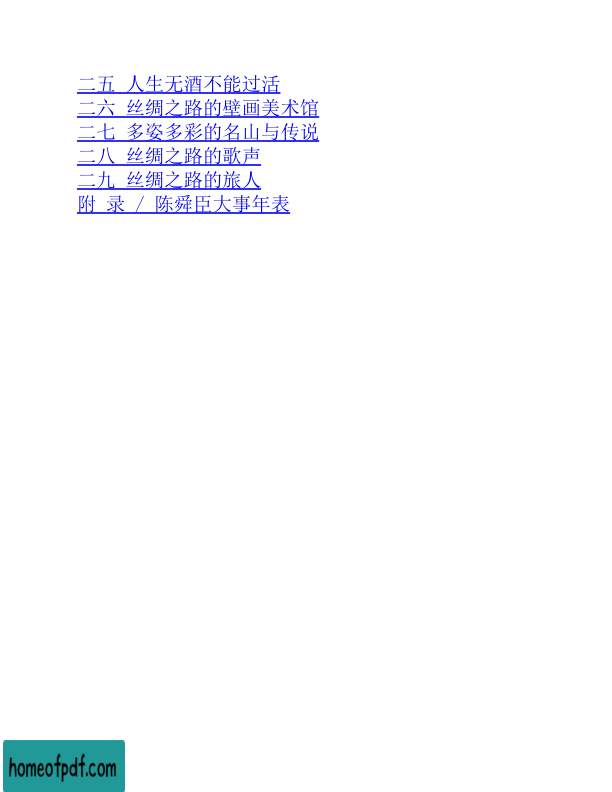 二五 人生无酒不能过活
二六 丝绸之路的壁画美术馆
二七 多姿多彩的名山与传说
二八 丝绸之路的歌声
二九 丝绸之路的旅人
附 录 / 陈舜臣大事年表
homeofpdf.com